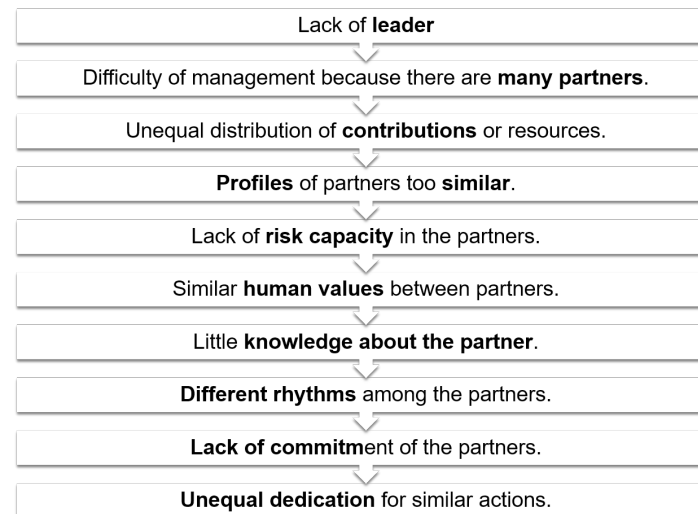 Lack of leader
Difficulty of management because there are many partners.
Unequal distribution of contributions or resources.
Profiles of partners too similar.
Lack of risk capacity in the partners.
Similar human values between partners.
Little knowledge about the partner.
Different rhythms among the partners.
Lack of commitment of the partners.
Unequal dedication for similar actions.